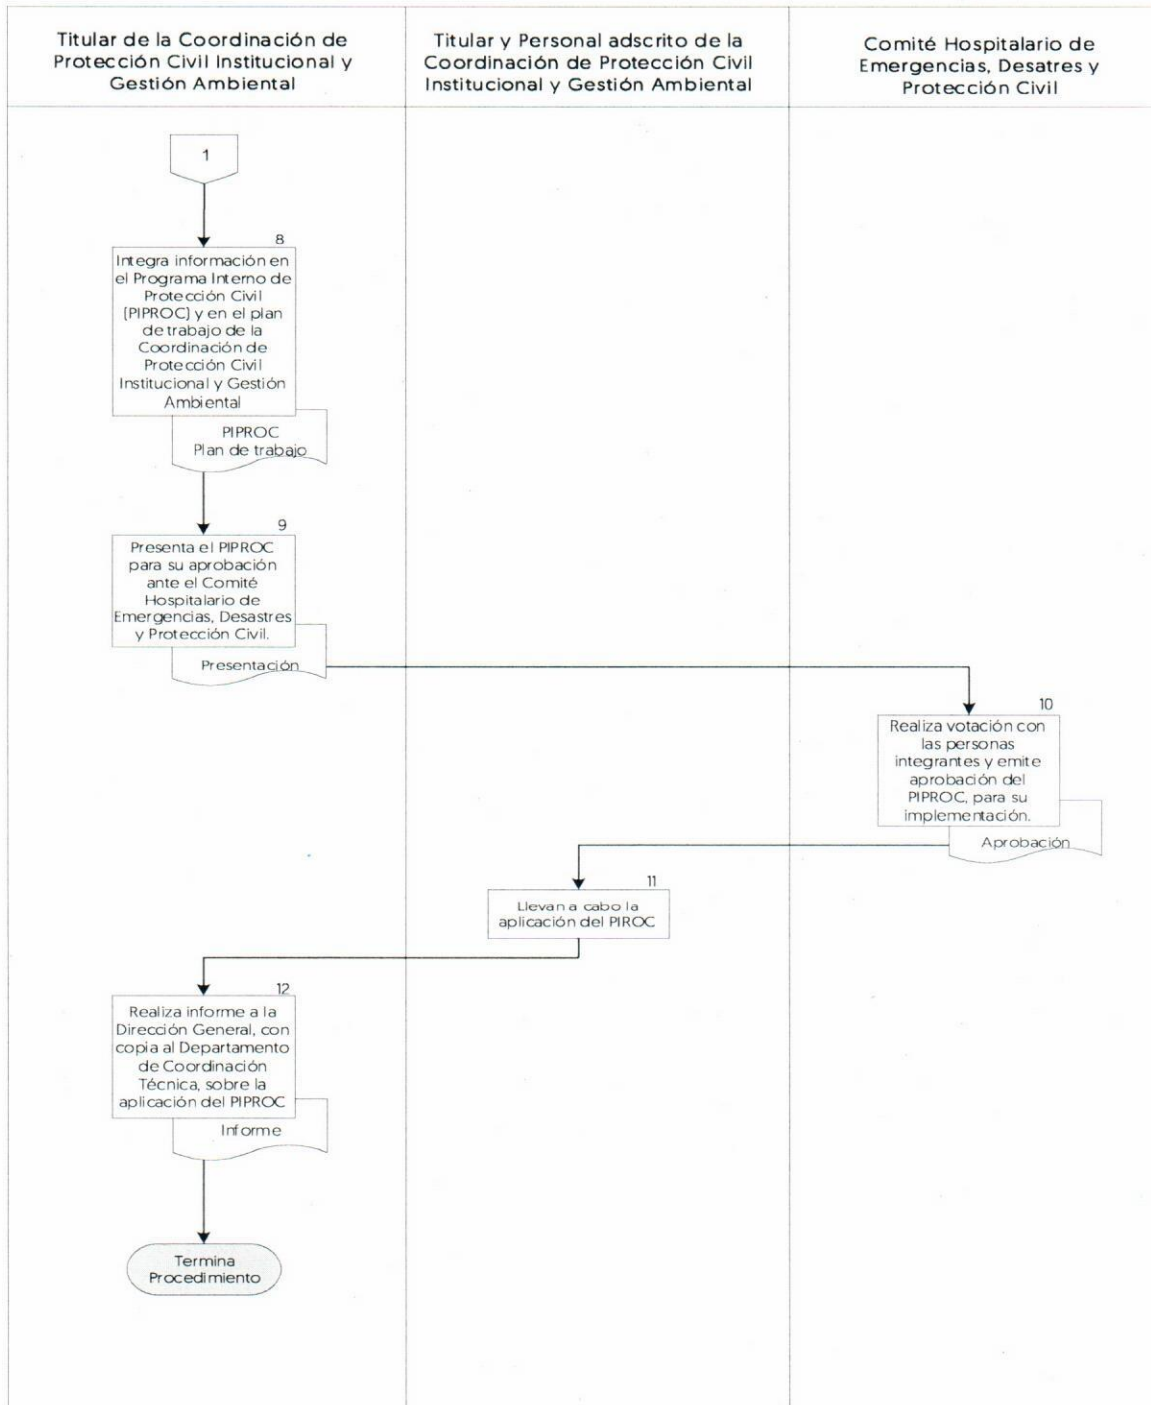 Titular de la Coordinación de
Protección Civil Institucional y
Gestión Ambiental
Titular y Personal adscrito de la
Coordinación de Protección Civil
Institucional y Gestión Ambiental
Comité Hospitalario de
Emergencias, Desatres y
Protección Civil
1
8
Integra información en
el Programa Interno de
Protección Civil
(PIPROC) y en el plan
de trabajo de la
Coordinación de
Protección Civil
Institucional y Gestión
Ambiental
PIPROC
Plan de trabajo
9
Presenta el PIPROC
para su aprobación
ante el Comité
Hospitalario de
Emergencias, Desastres
y Protección Civil.
Presentación
10
Realiza votación con
las personas
integrantes y emite
aprobación del
PIPROC, para su
implementación.
Aprobación
11
Llevan a cabo la
aplicación del PIROC
12
Realiza informe a la
Dirección General, con
copia al Departamento
de Coordinación
Técnica, sobre la
aplicación del PIPROC
Informe
Termina
Procedimiento